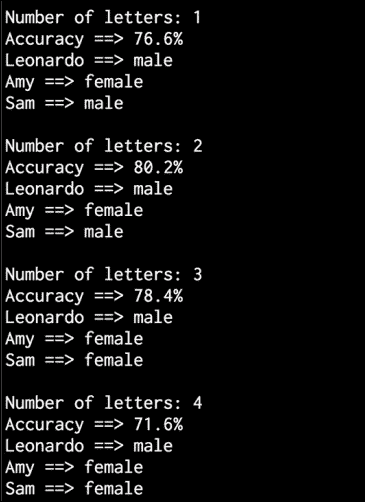 Number of letters: 1
Accuracy ==> 76.6%
Leonardo ==> male
Amy ==> female
Sam ==> male
Number of letters: 2
Accuracy ==> 80.2%
Leonardo ==> male
Amy ==> female
Sam ==> male
Number of letters: 3
Accuracy ==> 78.4%
Leonardo ==> male
Amy ==> female
Sam ==> female
Number of letters: 4
Accuracy ==> 71.6%
Leonardo ==> male
Amy ==> female
Sam ==> female